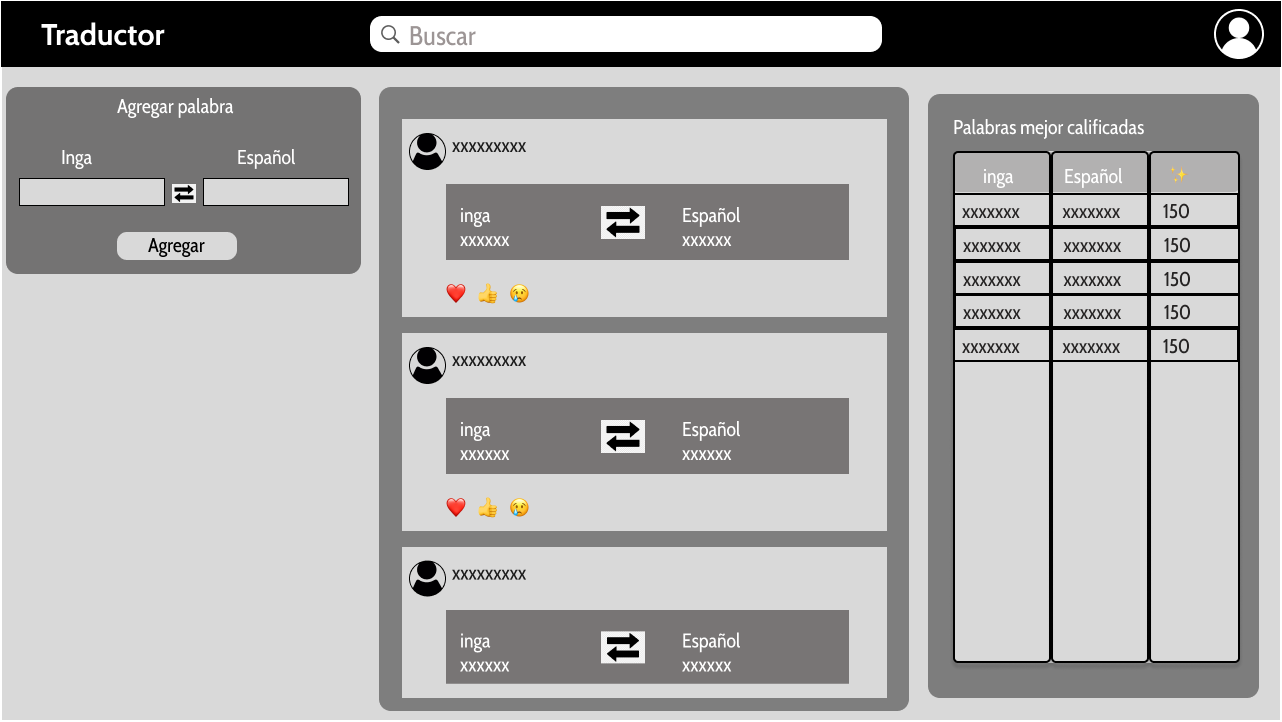 Traductor
Buscar
Agregar palabra
Inga Español
Agregar
xxxxxxxxx
inga Español
xxxxxx xxxxxx
❤️ 👍 😢
xxxxxxxxx
inga Español
xxxxxx xxxxxx
❤️ 👍 😢
xxxxxxxxx
inga Español
xxxxxx xxxxxx
Palabras mejor calificadas
inga Español ✨
xxxxxxx xxxxxxx 150
xxxxxxx xxxxxxx 150
xxxxxxx xxxxxxx 150
xxxxxxx xxxxxxx 150
xxxxxxx xxxxxxx 150